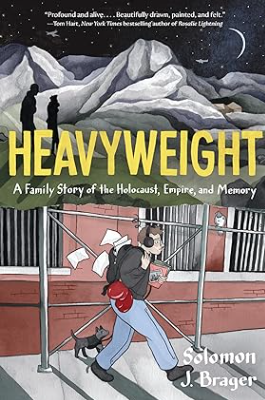 "Profound and alive. . . . Beautifully drawn, painted, and felt."
—Tom Hart, New York Times bestselling author of Rosalie Lightning
HEAVYWEIGHT
A Family Story of the Holocaust, Empire, and Memory
Solomon
J. Brager